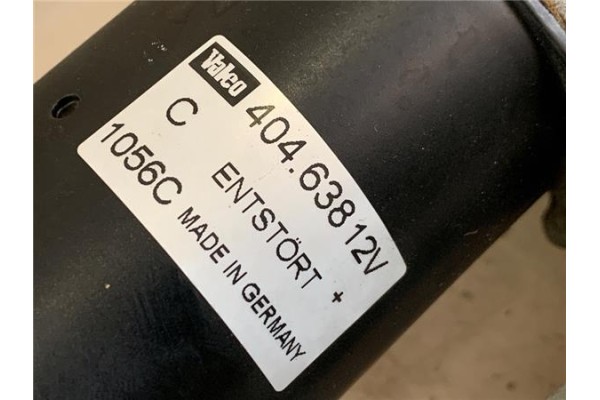 Valeo
404.638 12V
C
ENTSTÖRT +
1056C
MADE IN GERMANY